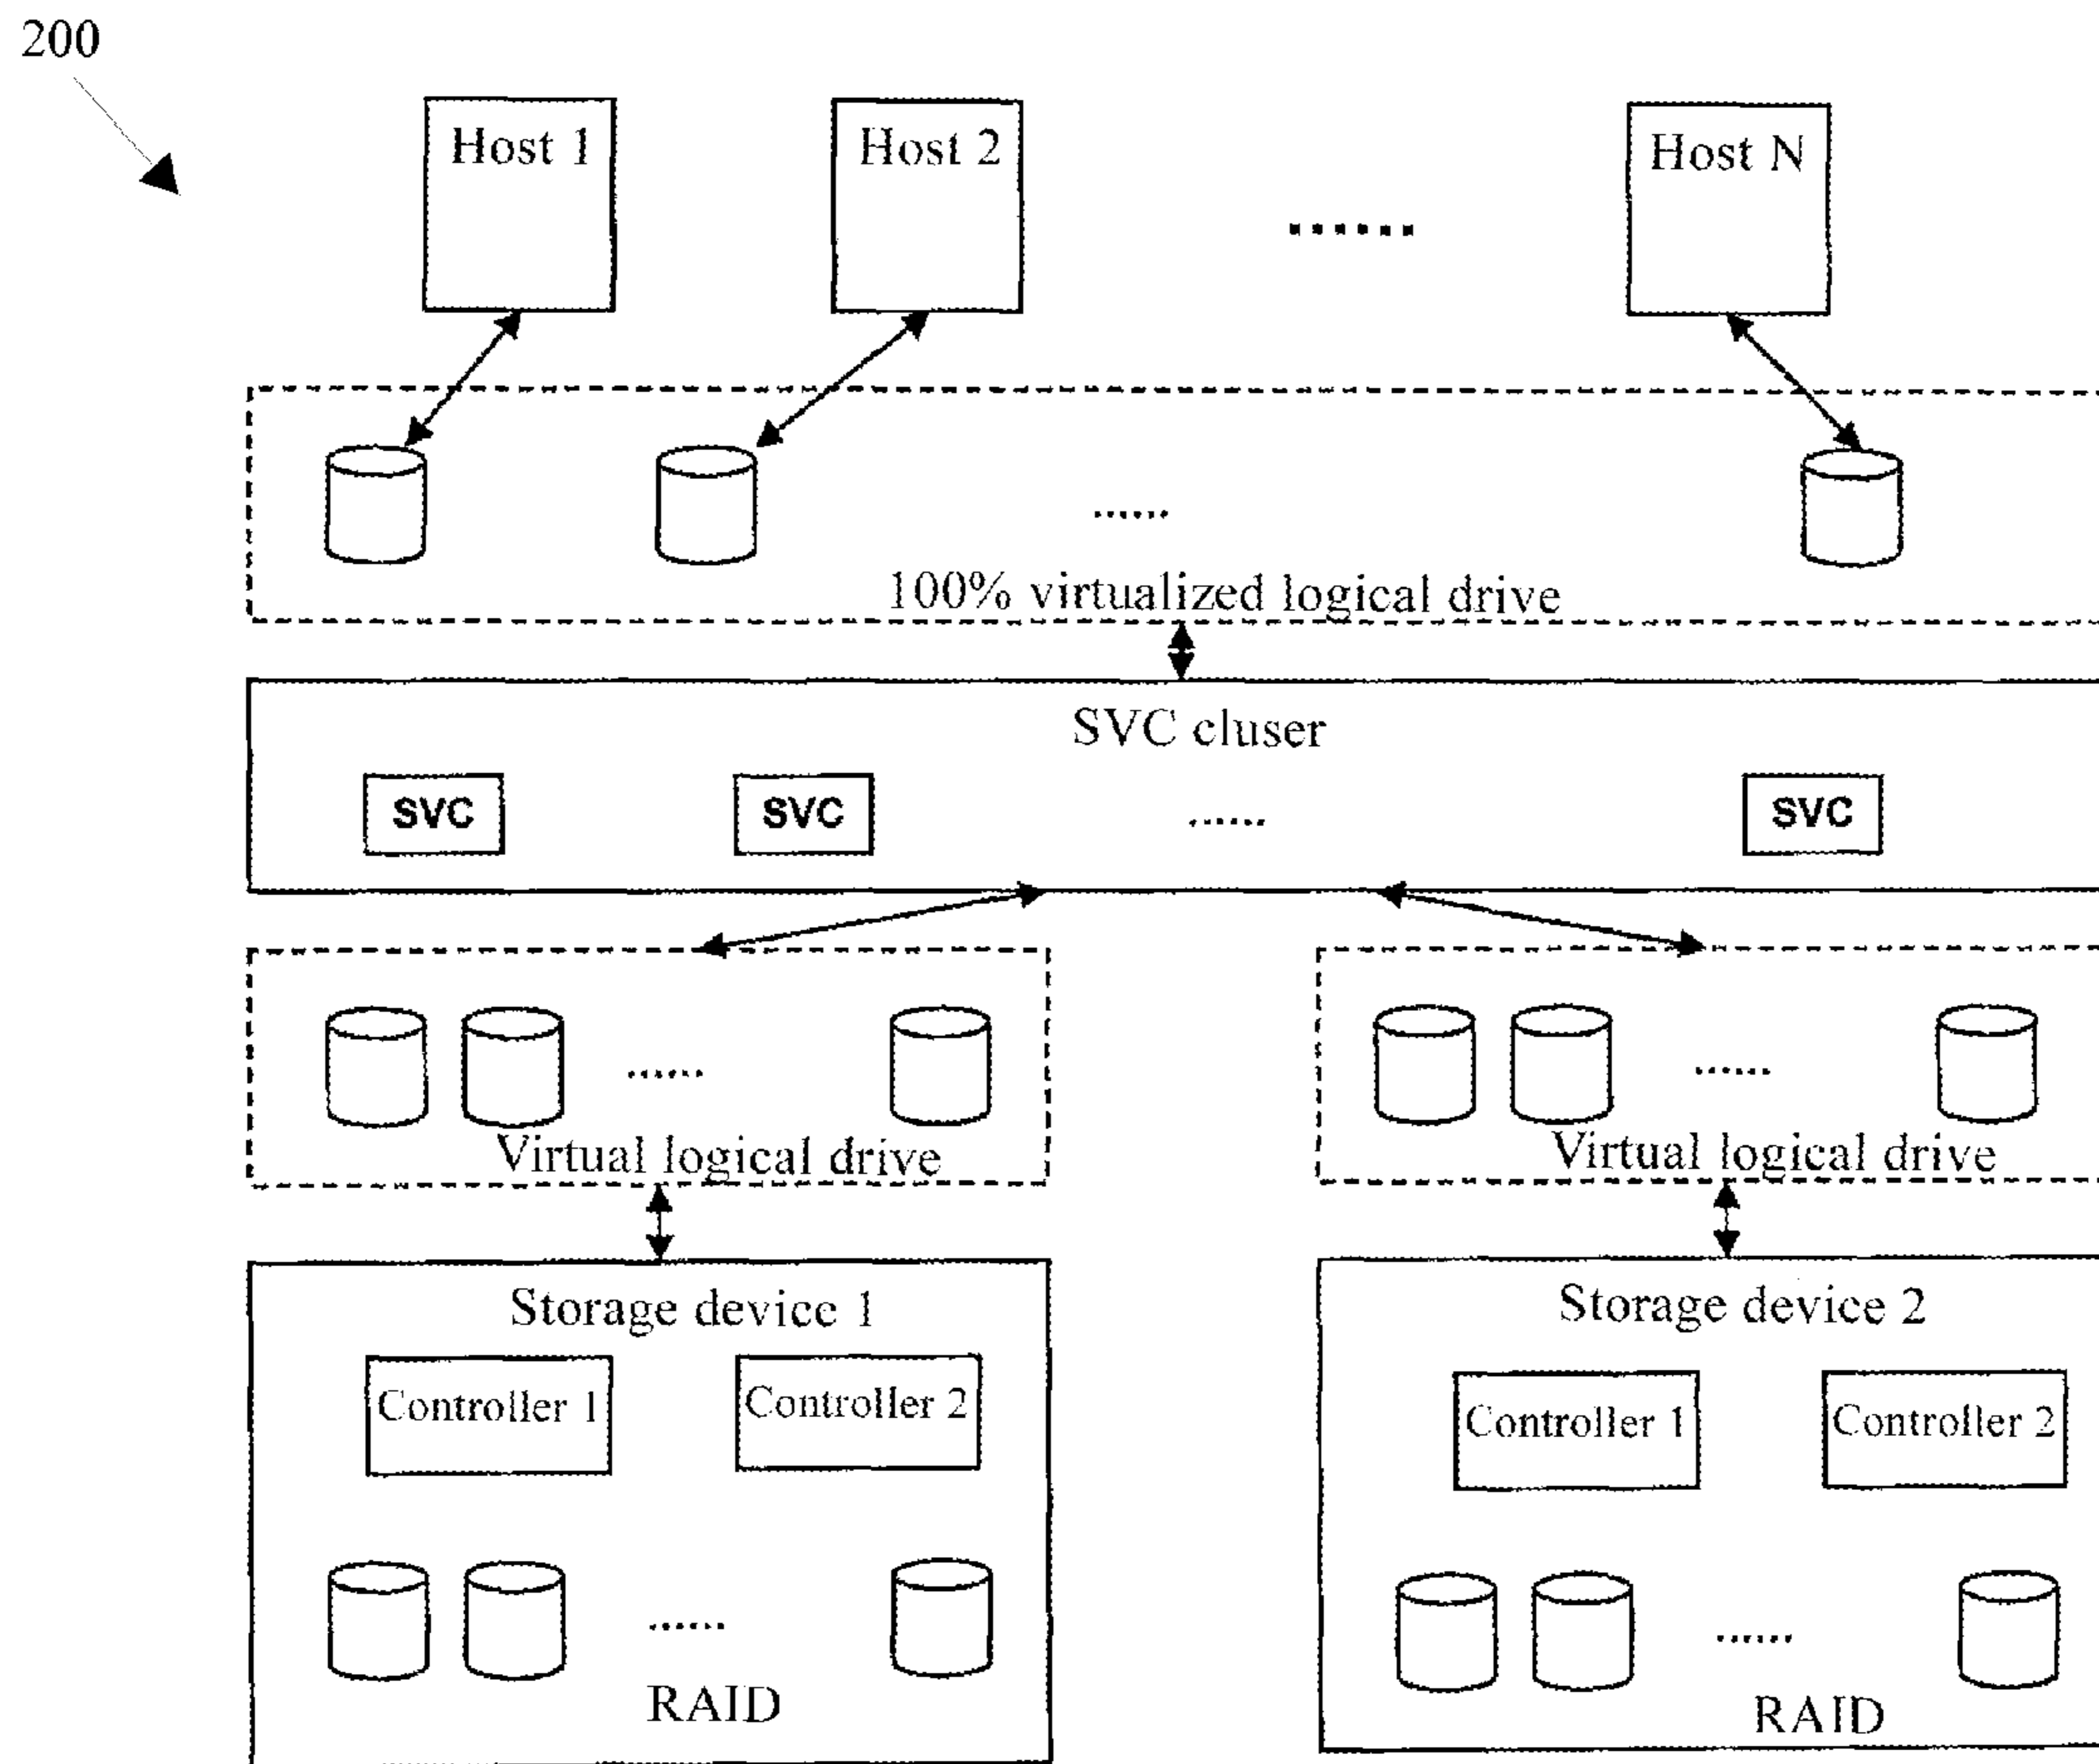 200
Host 1
Host 2
......
Host N
......
100% virtualized logical drive
SVC cluser
SVC
SVC
......
SVC
......
Virtual logical drive
......
Virtual logical drive
Storage device 1
Controller 1
Controller 2
......
RAID
Storage device 2
Controller 1
Controller 2
......
RAID